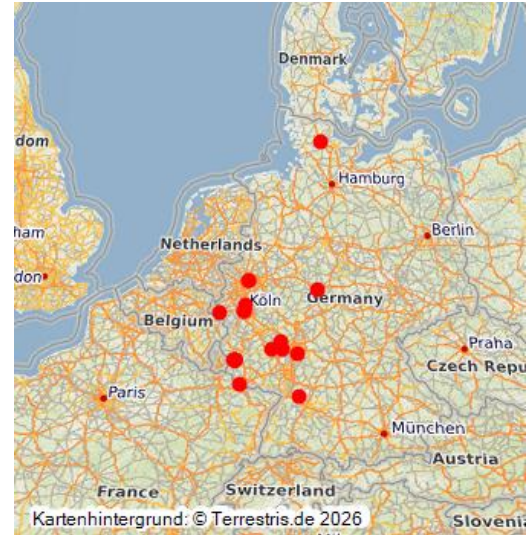 Denmark
dom
Hamburg
ham
Berlin
Netherlands
don
Köln
Germany
Belgium
Praha
Czech Repu
Paris
München
Austria
France
Switzerland
Sloveni
Kartenhintergrund: © Terrestris.de 2026